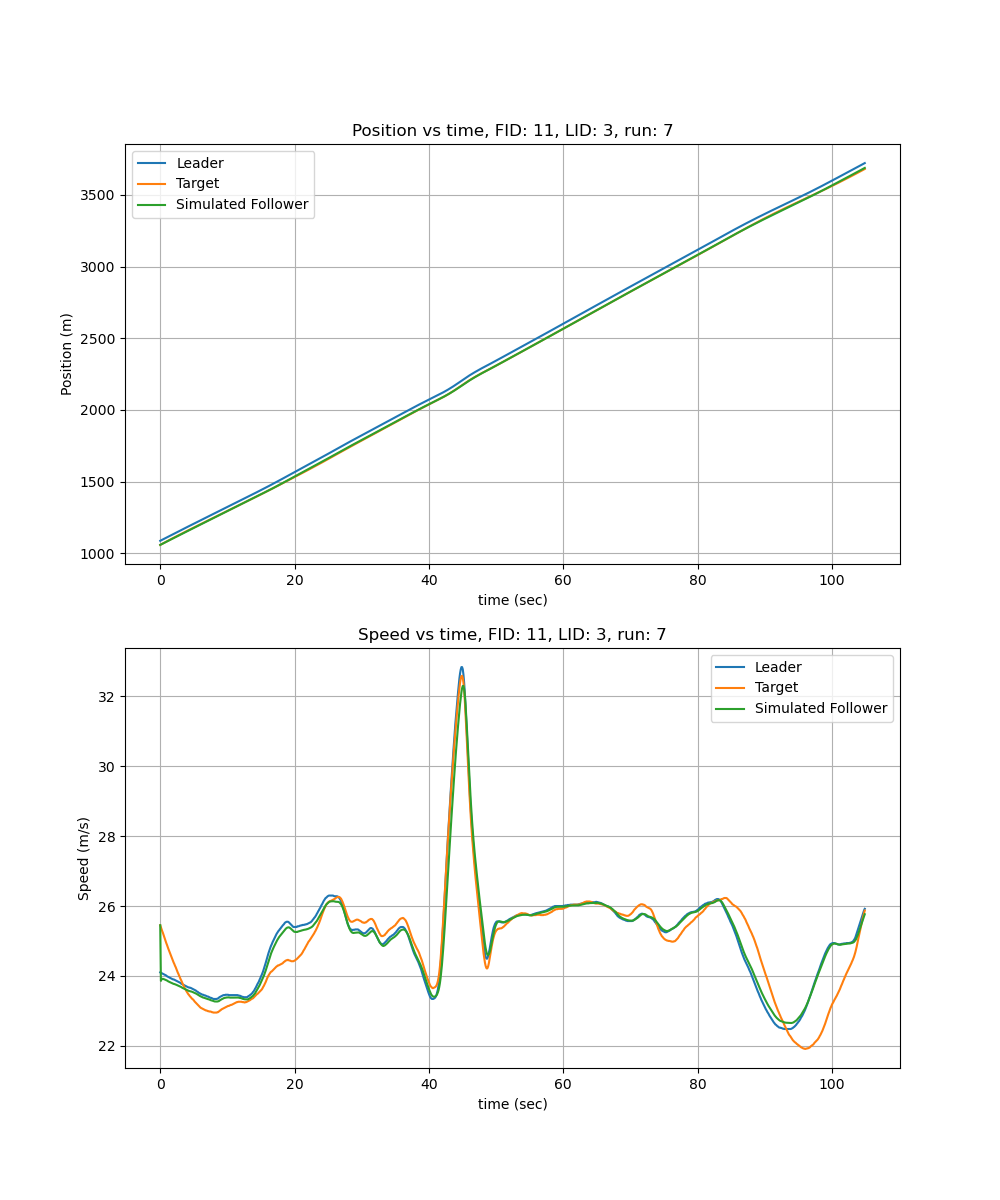 Position vs time, FID: 11, LID: 3, run: 7
Leader
Target
Simulated Follower
3500
3000
2500
2000
1500
1000
Position (m)
0 20 40 60 80 100
time (sec)
Speed vs time, FID: 11, LID: 3, run: 7
Leader
Target
Simulated Follower
32
30
28
26
24
22
Speed (m/s)
0 20 40 60 80 100
time (sec)